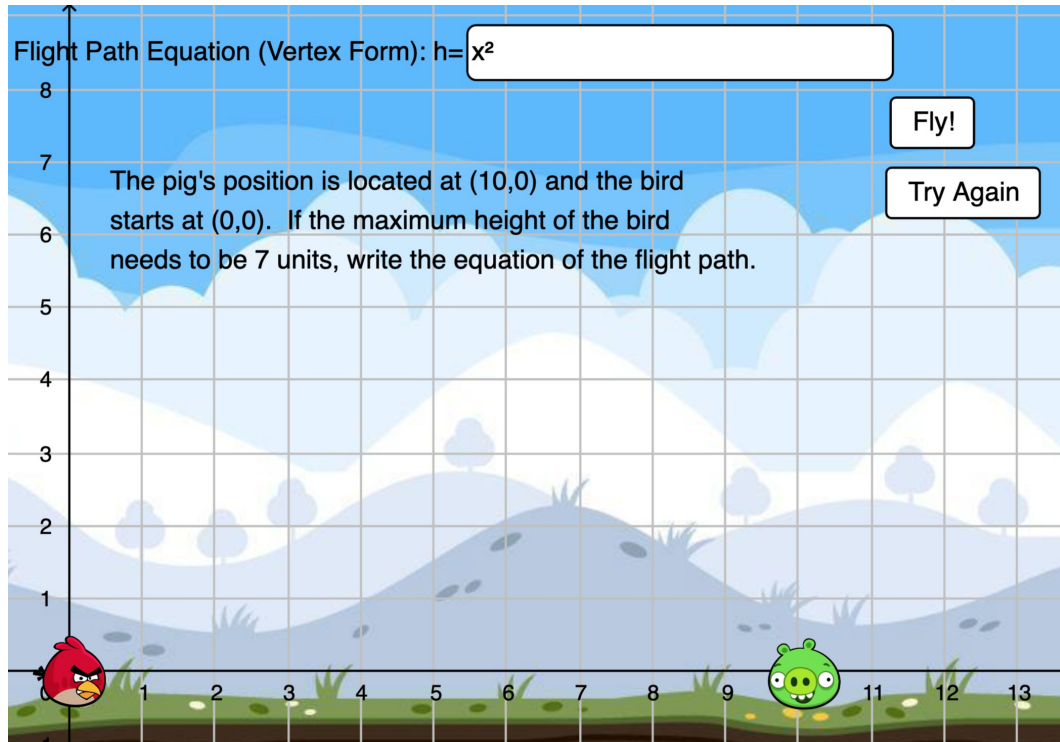 Flight Path Equation (Vertex Form): h= x²
8
Fly!
7
The pig's position is located at (10,0) and the bird
Try Again
starts at (0,0). If the maximum height of the bird
6
needs to be 7 units, write the equation of the flight path.
5
4
3
2
1
0 1 2 3 4 5 6 7 8 9 11 12 13